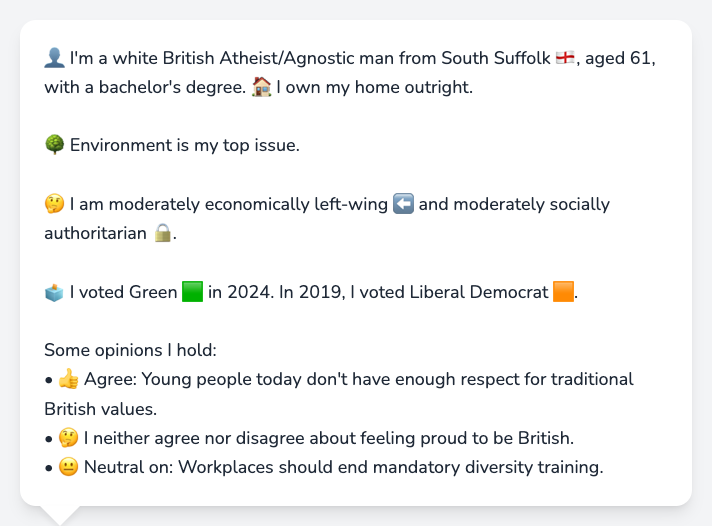 👤 I'm a white British Atheist/Agnostic man from South Suffolk 🏴󠁧󠁢󠁥󠁮󠁧󠁿, aged 61,
with a bachelor's degree. 🏠 I own my home outright.
🌳 Environment is my top issue.
🤔 I am moderately economically left-wing ⬅️ and moderately socially
authoritarian 🔒.
🗳️ I voted Green 🟩 in 2024. In 2019, I voted Liberal Democrat 🟧.
Some opinions I hold:
• 👍 Agree: Young people today don't have enough respect for traditional
British values.
• 🤔 I neither agree nor disagree about feeling proud to be British.
• 😐 Neutral on: Workplaces should end mandatory diversity training.